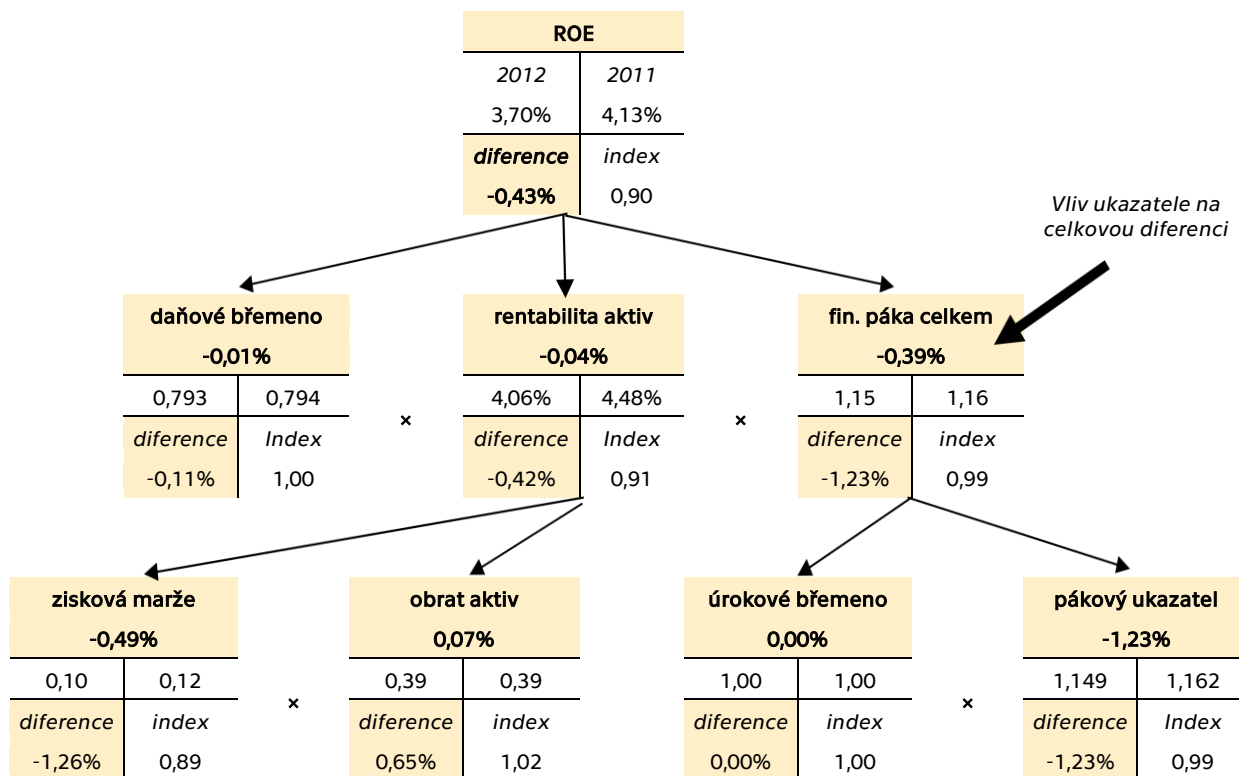 ROE
2012 2011
3,70% 4,13%
diference index
-0,43% 0,90
Vliv ukazatele na
celkovou diferenci
daňové břemeno
-0,01%
0,793 0,794
diference Index
-0,11% 1,00
×
rentabilita aktiv
-0,04%
4,06% 4,48%
diference Index
-0,42% 0,91
×
fin. páka celkem
-0,39%
1,15 1,16
diference index
-1,23% 0,99
zisková marže
-0,49%
0,10 0,12
diference index
-1,26% 0,89
×
obrat aktiv
0,07%
0,39 0,39
diference index
0,65% 1,02
úrokové břemeno
0,00%
1,00 1,00
diference index
0,00% 1,00
×
pákový ukazatel
-1,23%
1,149 1,162
diference Index
-1,23% 0,99